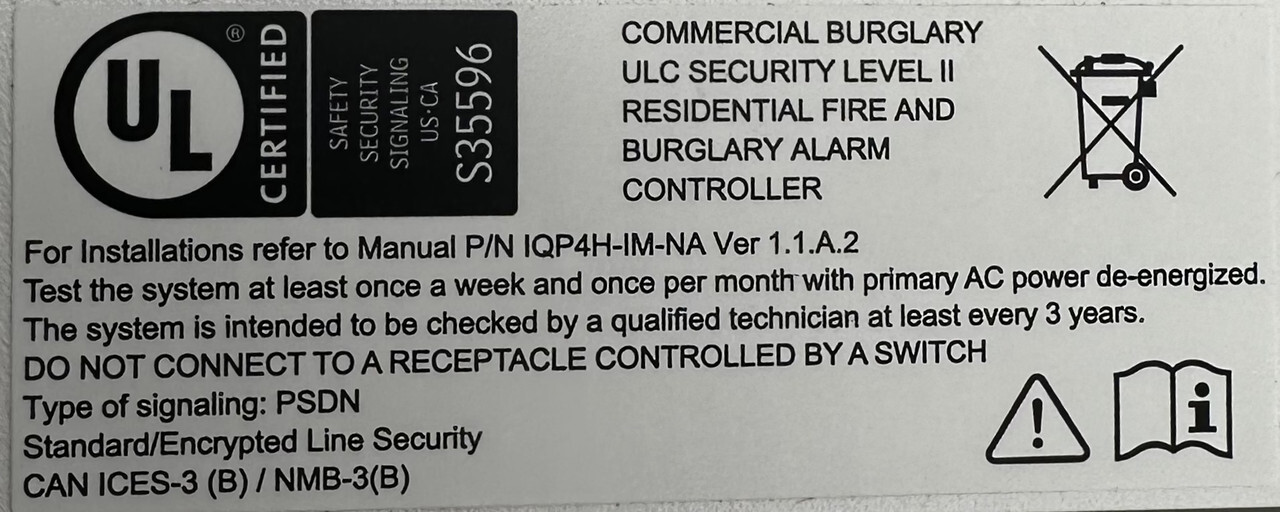 UL
®
CERTIFIED
SAFETY
SECURITY
SIGNALING
US·CA
S35596
COMMERCIAL BURGLARY
ULC SECURITY LEVEL II
RESIDENTIAL FIRE AND
BURGLARY ALARM
CONTROLLER
For Installations refer to Manual P/N IQP4H-IM-NA Ver 1.1.A.2
Test the system at least once a week and once per month with primary AC power de-energized.
The system is intended to be checked by a qualified technician at least every 3 years.
DO NOT CONNECT TO A RECEPTACLE CONTROLLED BY A SWITCH
Type of signaling: PSDN
Standard/Encrypted Line Security
CAN ICES-3 (B) / NMB-3(B)